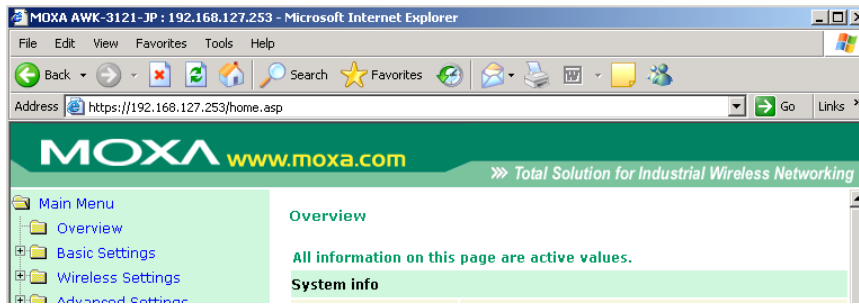 MOXA AWK-3121-JP : 192.168.127.253 - Microsoft Internet Explorer
File Edit View Favorites Tools Help
Back Search Favorites
Address https://192.168.127.253/home.asp Go Links »
MOXA www.moxa.com
»» Total Solution for Industrial Wireless Networking
Main Menu
Overview
Basic Settings
Wireless Settings
Advanced Settings
Overview
All information on this page are active values.
System info